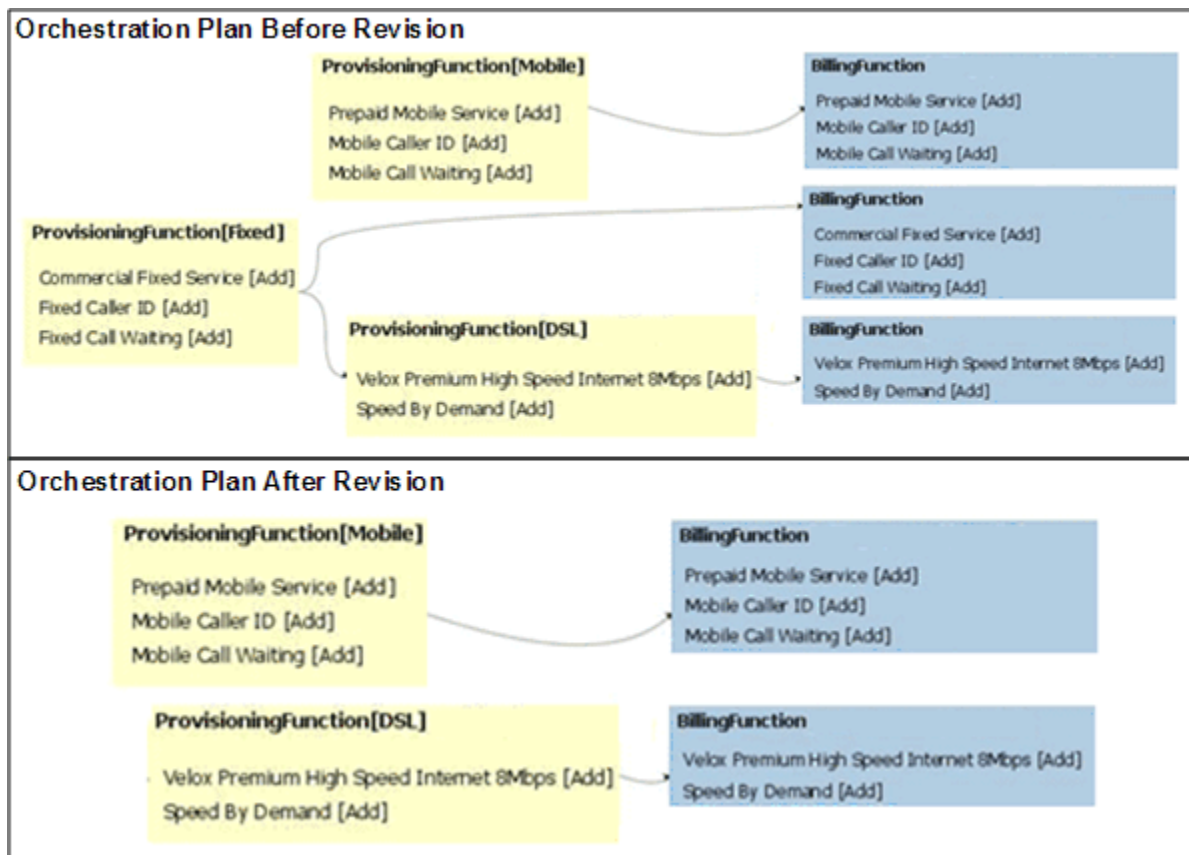 Orchestration Plan Before Revision
ProvisioningFunction[Mobile]
Prepaid Mobile Service [Add]
Mobile Caller ID [Add]
Mobile Call Waiting [Add]
BillingFunction
Prepaid Mobile Service [Add]
Mobile Caller ID [Add]
Mobile Call Waiting [Add]
ProvisioningFunction[Fixed]
Commercial Fixed Service [Add]
Fixed Caller ID [Add]
Fixed Call Waiting [Add]
BillingFunction
Commercial Fixed Service [Add]
Fixed Caller ID [Add]
Fixed Call Waiting [Add]
ProvisioningFunction[DSL]
Velox Premium High Speed Internet 8Mbps [Add]
Speed By Demand [Add]
BillingFunction
Velox Premium High Speed Internet 8Mbps [Add]
Speed By Demand [Add]
Orchestration Plan After Revision
ProvisioningFunction[Mobile]
Prepaid Mobile Service [Add]
Mobile Caller ID [Add]
Mobile Call Waiting [Add]
BillingFunction
Prepaid Mobile Service [Add]
Mobile Caller ID [Add]
Mobile Call Waiting [Add]
ProvisioningFunction[DSL]
Velox Premium High Speed Internet 8Mbps [Add]
Speed By Demand [Add]
BillingFunction
Velox Premium High Speed Internet 8Mbps [Add]
Speed By Demand [Add]